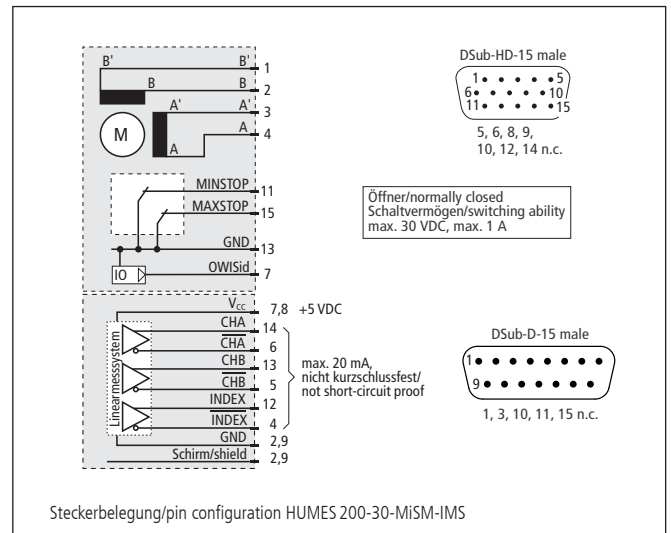 B' B' 1
B B 2
A' A' 3
M A A 4
MINSTOP 11
MAXSTOP 15
GND 13
IO OWISid 7
DSub-HD-15 male
1 5
6 10
11 15
5, 6, 8, 9,
10, 12, 14 n.c.
Öffner/normally closed
Schaltvermögen/switching ability
max. 30 VDC, max. 1 A
Linearmesssystem
V_CC 7,8 +5 VDC
CHA 14
C̅H̅A̅ 6
CHB 13
C̅H̅B̅ 5
INDEX 12
I̅N̅D̅E̅X̅ 4
GND 2,9
Schirm/shield 2,9
max. 20 mA,
nicht kurzschlussfest/
not short-circuit proof
DSub-D-15 male
1
9
1, 3, 10, 11, 15 n.c.
Steckerbelegung/pin configuration HUMES 200-30-MiSM-IMS